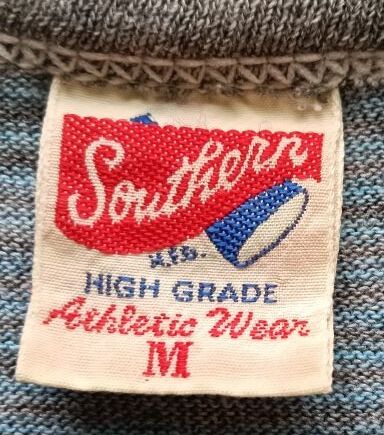 Southern
MFG.
HIGH GRADE
Athletic Wear
M